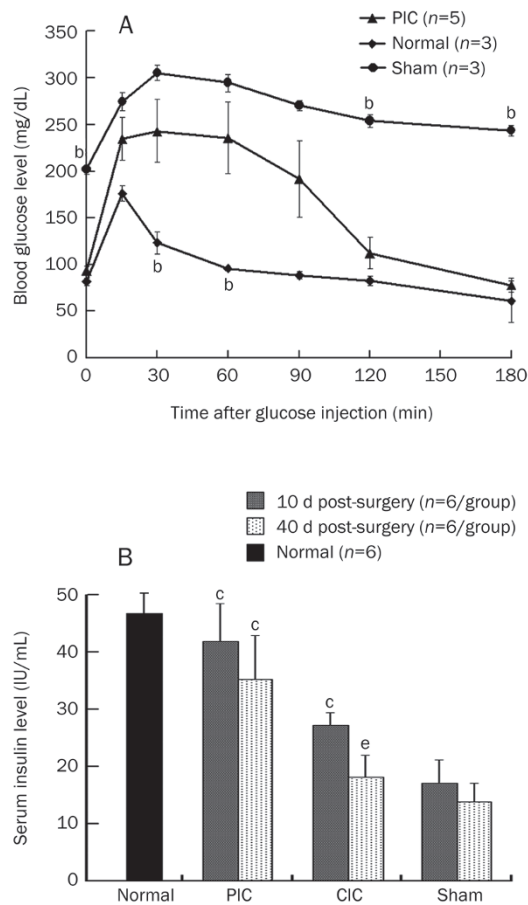 A
PIC (n=5)
Normal (n=3)
Sham (n=3)
Blood glucose level (mg/dL)
350
300
250
200
150
100
50
0
b
b
b
b
b
0 30 60 90 120 150 180
Time after glucose injection (min)
10 d post-surgery (n=6/group)
40 d post-surgery (n=6/group)
Normal (n=6)
B
Serum insulin level (IU/mL)
50
40
30
20
10
0
c
c
c
e
Normal PIC CIC Sham